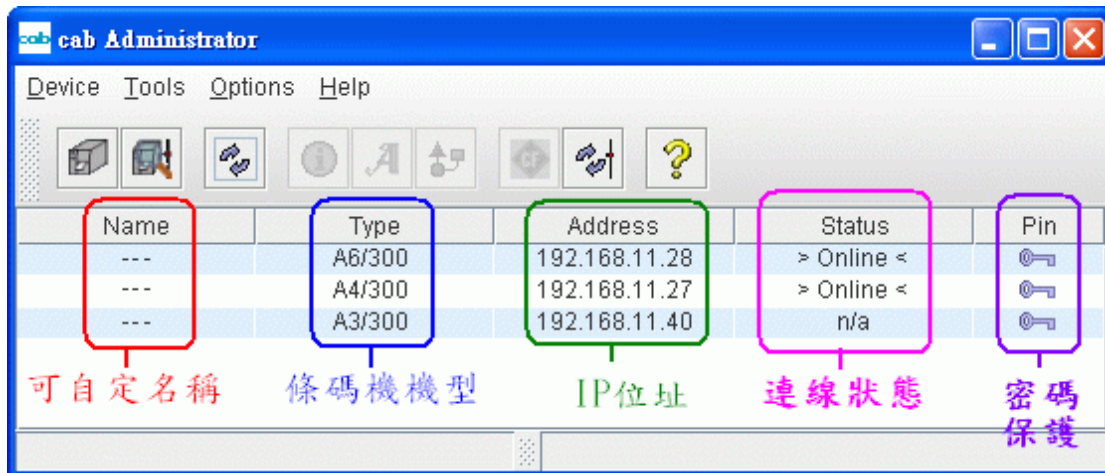 cab cab Administrator
Device Tools Options Help
CF
Name Type Address Status Pin
--- A6/300 192.168.11.28 > Online <
--- A4/300 192.168.11.27 > Online <
--- A3/300 192.168.11.40 n/a
可自定名稱 條碼機機型 IP位址 連線狀態 密碼
保護